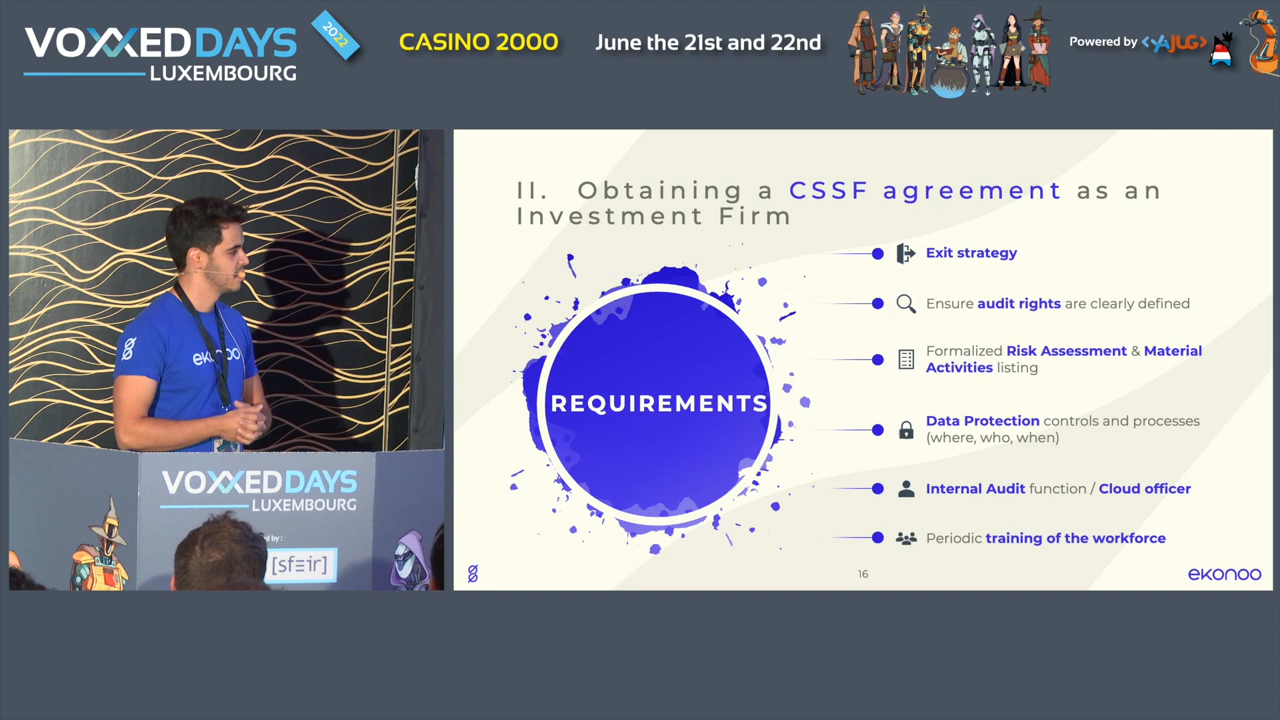 VOXXED DAYS
LUXEMBOURG
2022
CASINO 2000
June the 21st and 22nd
Powered by <YAJUG>
ekonoo
VOXXED DAYS
LUXEMBOURG
d by :
[sfeir]
II. Obtaining a CSSF agreement as an
Investment Firm
REQUIREMENTS
Exit strategy
Ensure audit rights are clearly defined
Formalized Risk Assessment & Material
Activities listing
Data Protection controls and processes
(where, who, when)
Internal Audit function / Cloud officer
Periodic training of the workforce
16
ekonoo